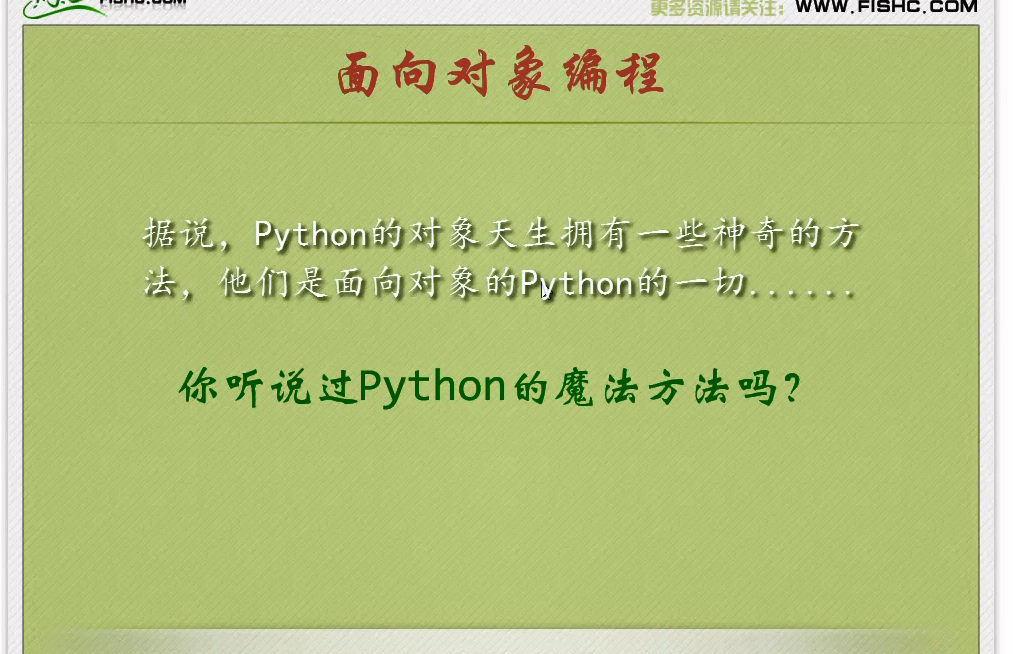 FISHC.COM
更多资源请关注：WWW.FISHC.COM
面向对象编程
据说，Python的对象天生拥有一些神奇的方
法，他们是面向对象的Python的一切......
你听说过Python的魔法方法吗？